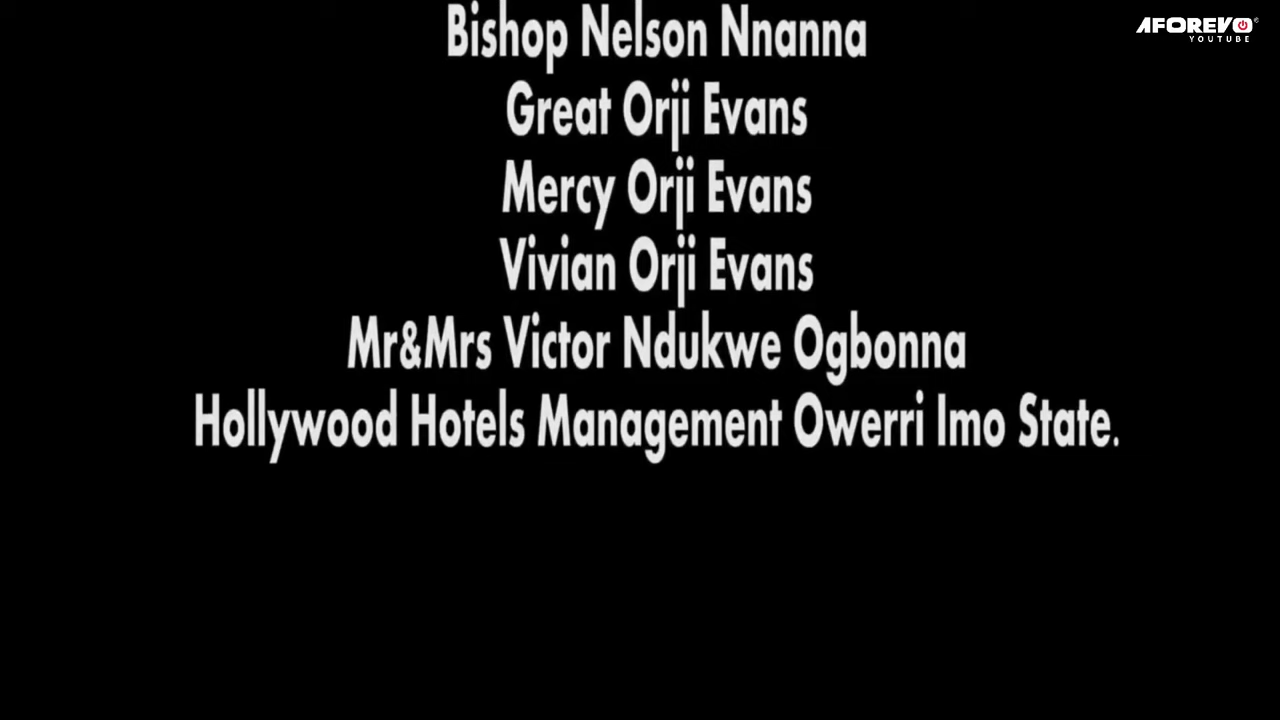 AFOREVO
YOUTUBE
Bishop Nelson Nnanna
Great Orji Evans
Mercy Orji Evans
Vivian Orji Evans
Mr&Mrs Victor Ndukwe Ogbonna
Hollywood Hotels Management Owerri Imo State.